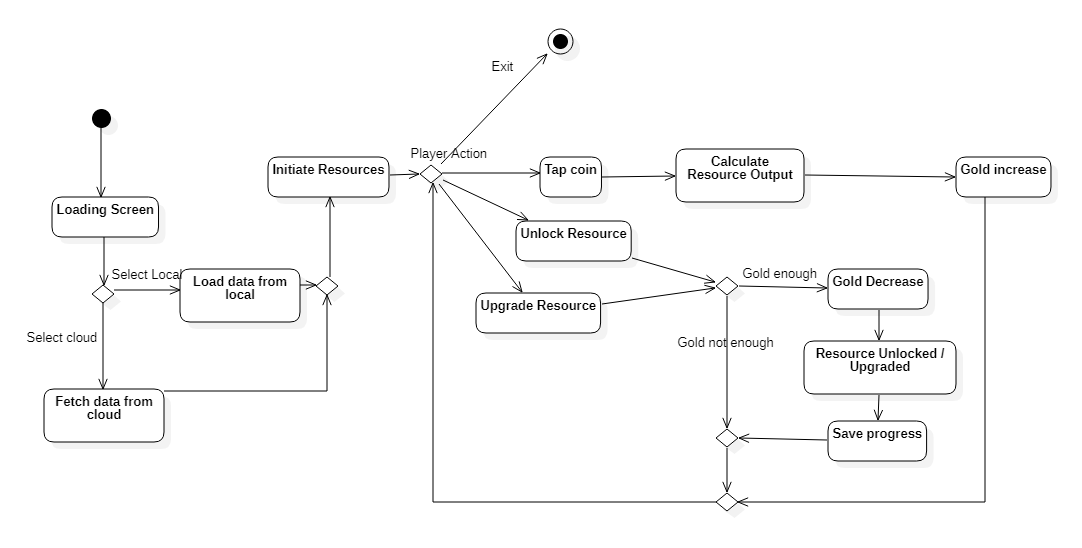 Exit
Player Action
Initiate Resources
Tap coin
Calculate
Resource Output
Gold increase
Loading Screen
Unlock Resource
Select Local
Load data from
local
Gold enough
Gold Decrease
Upgrade Resource
Select cloud
Gold not enough
Resource Unlocked /
Upgraded
Fetch data from
cloud
Save progress